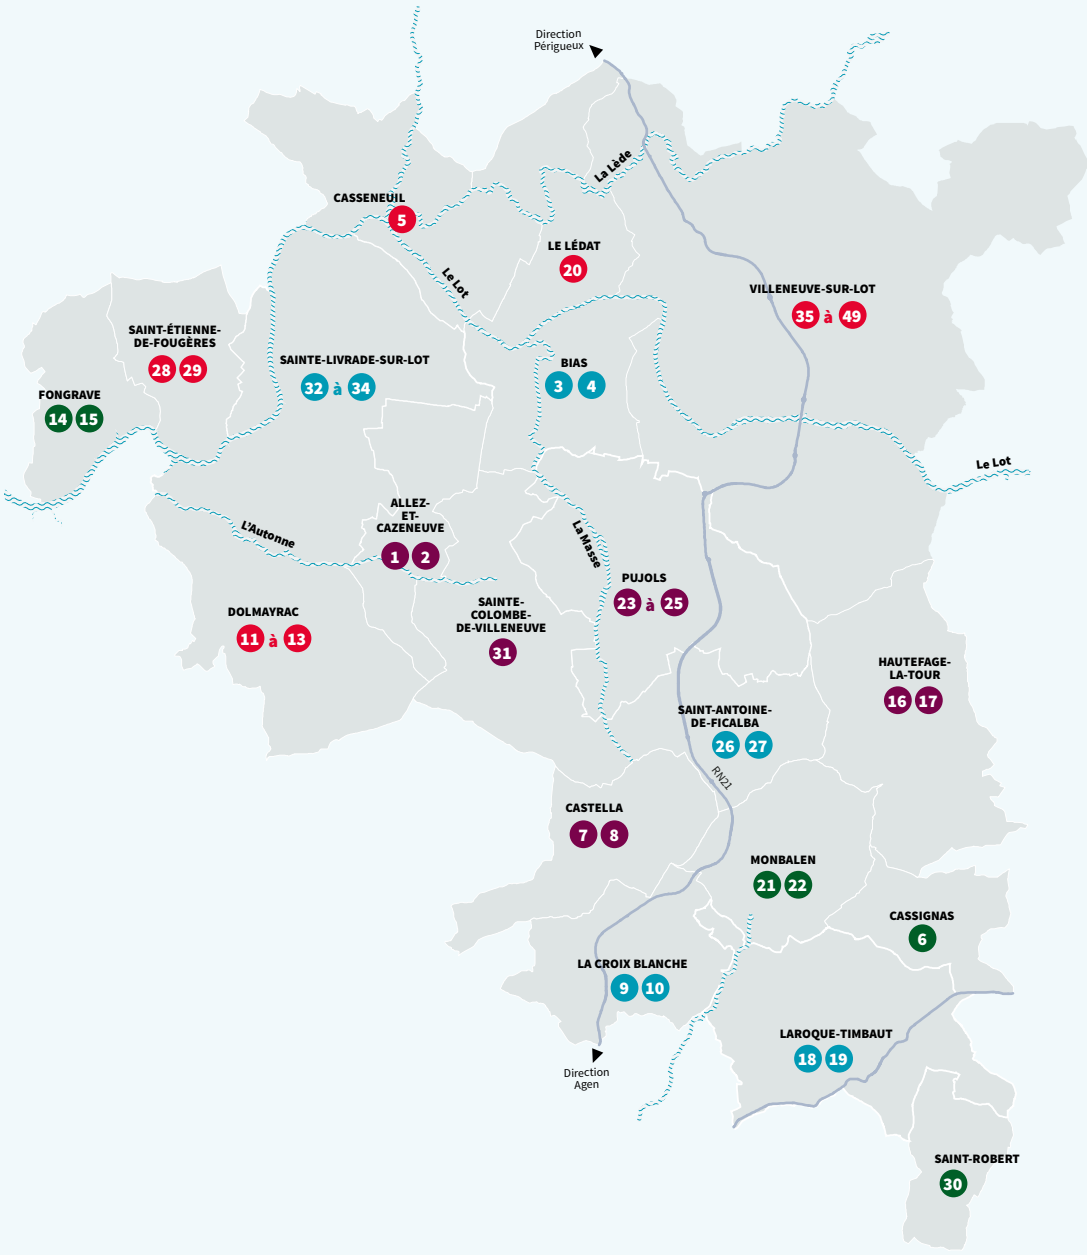 Direction
Périgueux
La Lède
CASSENEUIL
5
LE LÉDAT
20
Le Lot
VILLENEUVE-SUR-LOT
35 à 49
SAINT-ÉTIENNE-
DE-FOUGÈRES
28 29
SAINTE-LIVRADE-SUR-LOT
32 à 34
BIAS
3 4
FONGRAVE
14 15
Le Lot
ALLEZ-
ET-
CAZENEUVE
1 2
L'Autonne
La Masse
PUJOLS
23 à 25
SAINTE-
COLOMBE-
DE-VILLENEUVE
31
DOLMAYRAC
11 à 13
HAUTEFAGE-
LA-TOUR
16 17
SAINT-ANTOINE-
DE-FICALBA
26 27
RN21
CASTELLA
7 8
MONBALEN
21 22
CASSIGNAS
6
LA CROIX BLANCHE
9 10
LAROQUE-TIMBAUT
18 19
Direction
Agen
SAINT-ROBERT
30